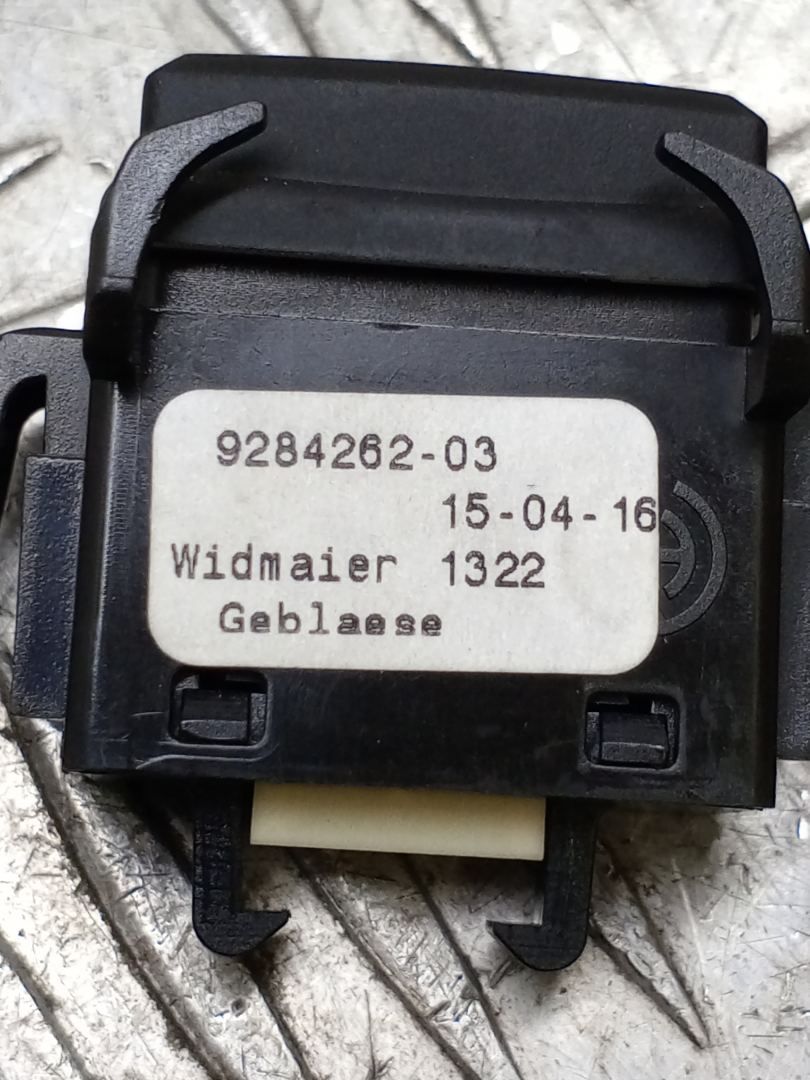 9284262-03
15-04-16
Widmaier 1322
Geblaese